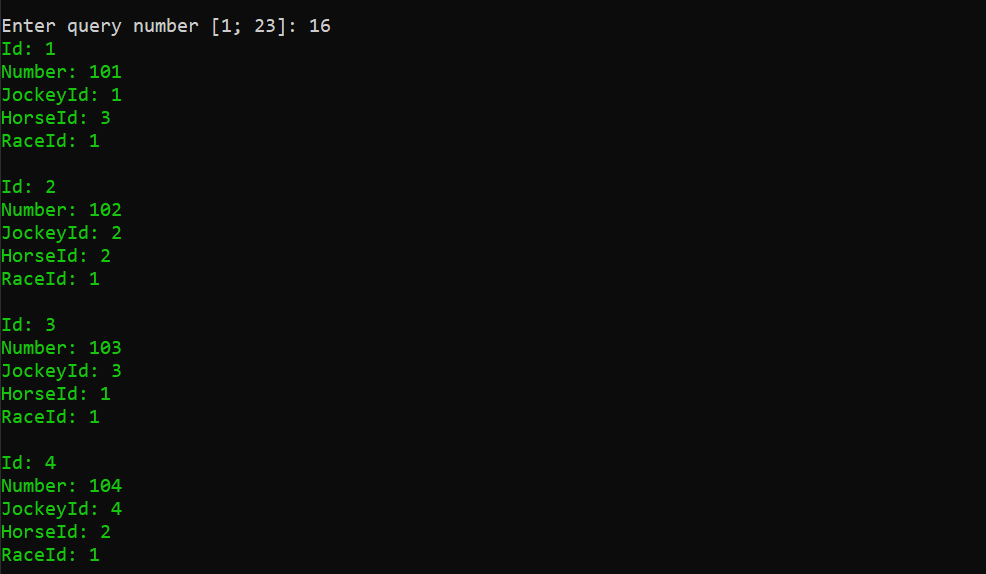 Enter query number [1; 23]: 16
Id: 1
Number: 101
JockeyId: 1
HorseId: 3
RaceId: 1

Id: 2
Number: 102
JockeyId: 2
HorseId: 2
RaceId: 1

Id: 3
Number: 103
JockeyId: 3
HorseId: 1
RaceId: 1

Id: 4
Number: 104
JockeyId: 4
HorseId: 2
RaceId: 1